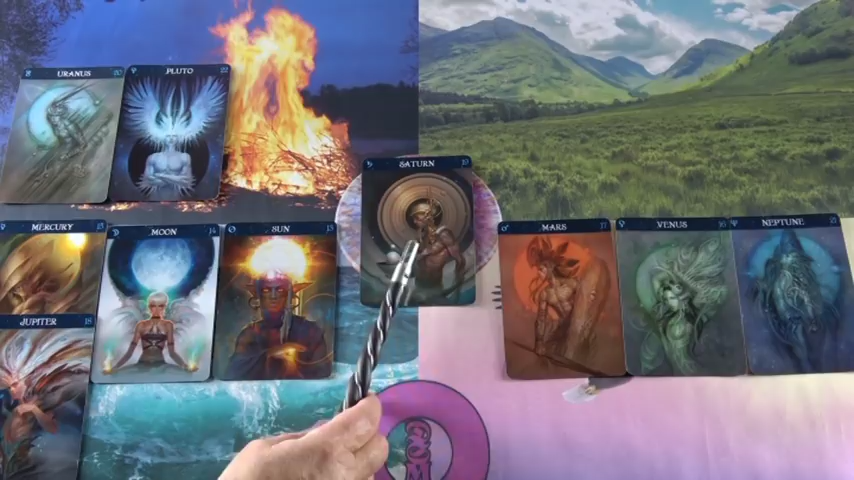 URANUS 20
PLUTO 22
SATURN 19
MERCURY 15
MOON 14
SUN 13
MARS 17
VENUS 16
NEPTUNE 21
JUPITER 18